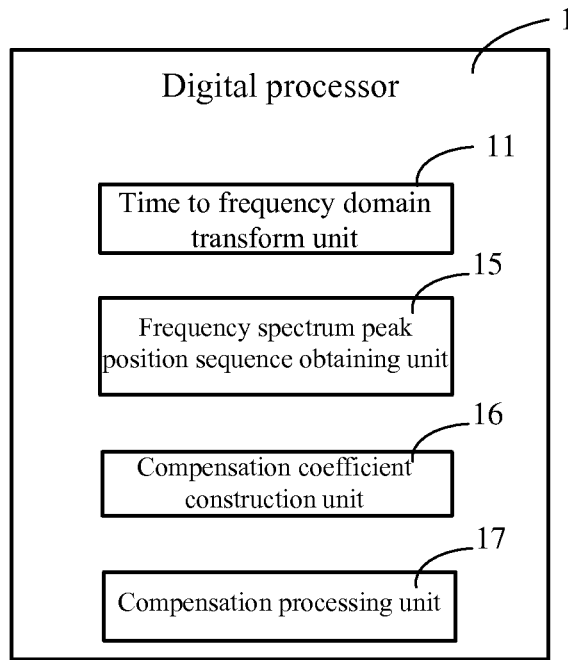 1
Digital processor
11
Time to frequency domain
transform unit
15
Frequency spectrum peak
position sequence obtaining unit
16
Compensation coefficient
construction unit
17
Compensation processing unit